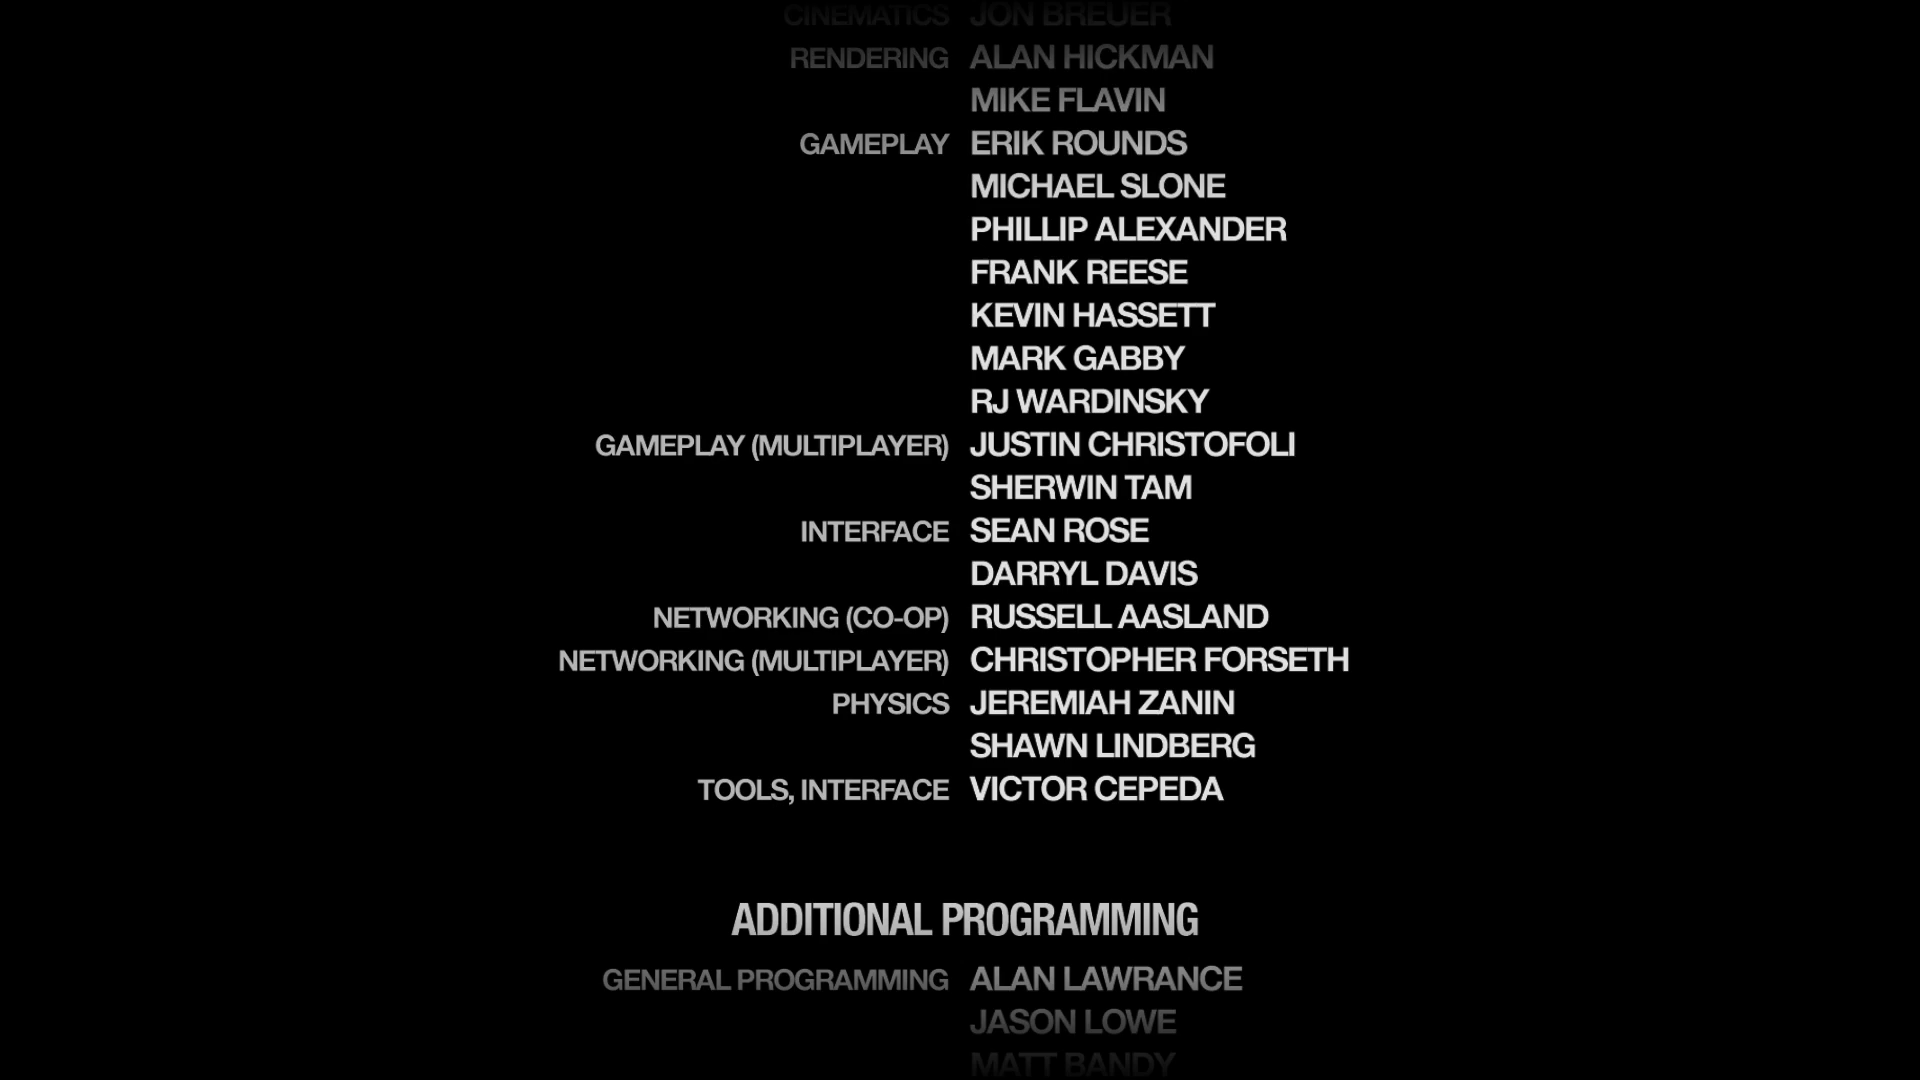 CINEMATICS JON BREUER
RENDERING ALAN HICKMAN
MIKE FLAVIN
GAMEPLAY ERIK ROUNDS
MICHAEL SLONE
PHILLIP ALEXANDER
FRANK REESE
KEVIN HASSETT
MARK GABBY
RJ WARDINSKY
GAMEPLAY (MULTIPLAYER) JUSTIN CHRISTOFOLI
SHERWIN TAM
INTERFACE SEAN ROSE
DARRYL DAVIS
NETWORKING (CO-OP) RUSSELL AASLAND
NETWORKING (MULTIPLAYER) CHRISTOPHER FORSETH
PHYSICS JEREMIAH ZANIN
SHAWN LINDBERG
TOOLS, INTERFACE VICTOR CEPEDA
ADDITIONAL PROGRAMMING
GENERAL PROGRAMMING ALAN LAWRANCE
JASON LOWE
MATT BANDY